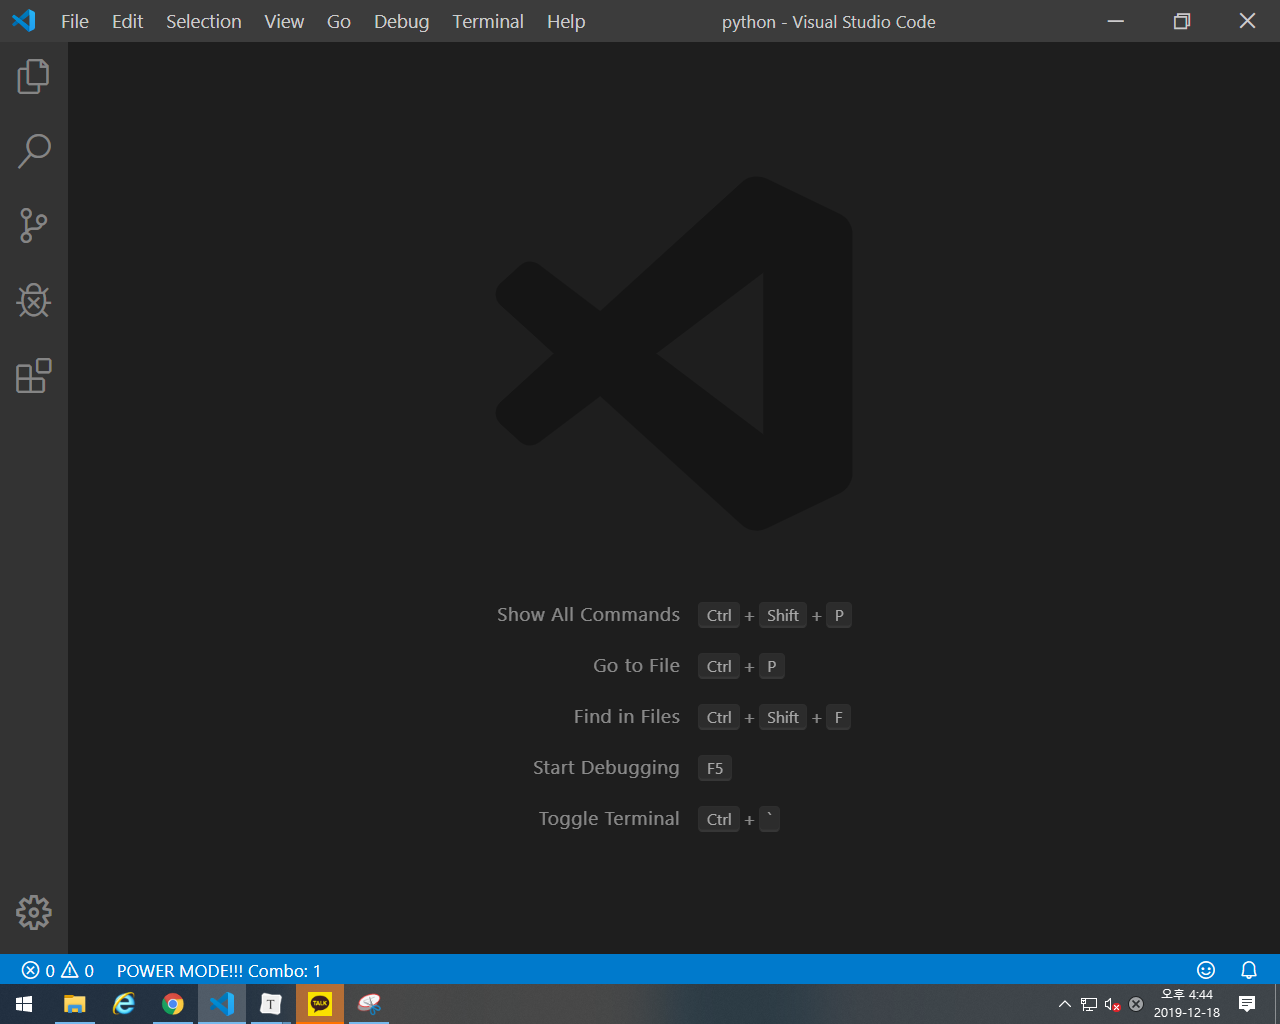 File Edit Selection View Go Debug Terminal Help python - Visual Studio Code
Show All Commands Ctrl + Shift + P
Go to File Ctrl + P
Find in Files Ctrl + Shift + F
Start Debugging F5
Toggle Terminal Ctrl + `
0 0 POWER MODE!!! Combo: 1
T TALK 오후 4:44
2019-12-18